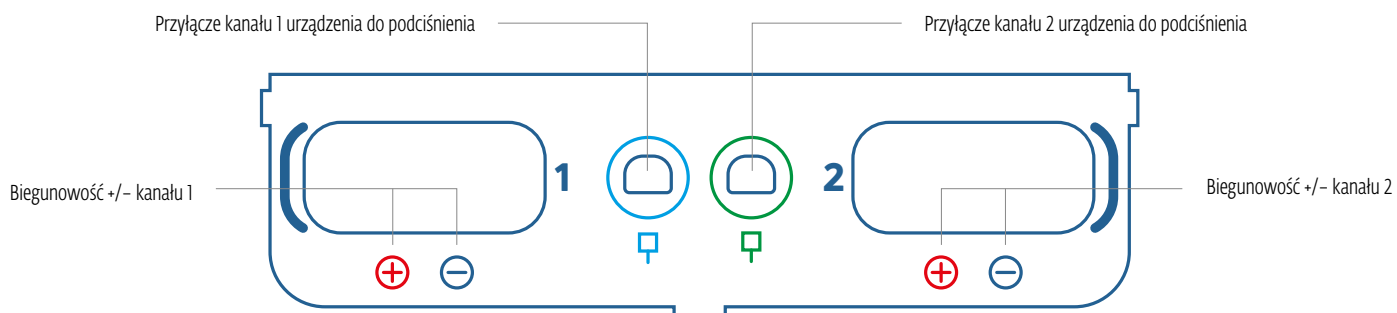 Przyłącze kanału 1 urządzenia do podciśnienia
Przyłącze kanału 2 urządzenia do podciśnienia
1
2
Biegunowość +/− kanału 1
Biegunowość +/− kanału 2
+
−
+
−